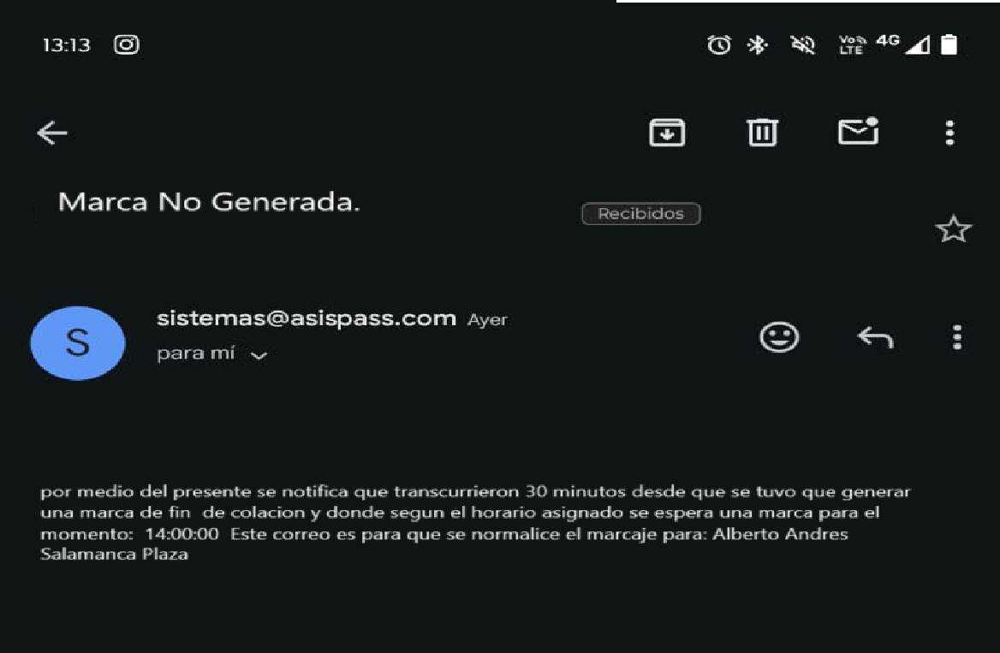 13:13 Vo LTE 4G
Marca No Generada.
Recibidos
S
sistemas@asispass.com Ayer
para mí
por medio del presente se notifica que transcurrieron 30 minutos desde que se tuvo que generar
una marca de fin  de colacion y donde segun el horario asignado se espera una marca para el
momento:  14:00:00  Este correo es para que se normalice el marcaje para: Alberto Andres
Salamanca Plaza